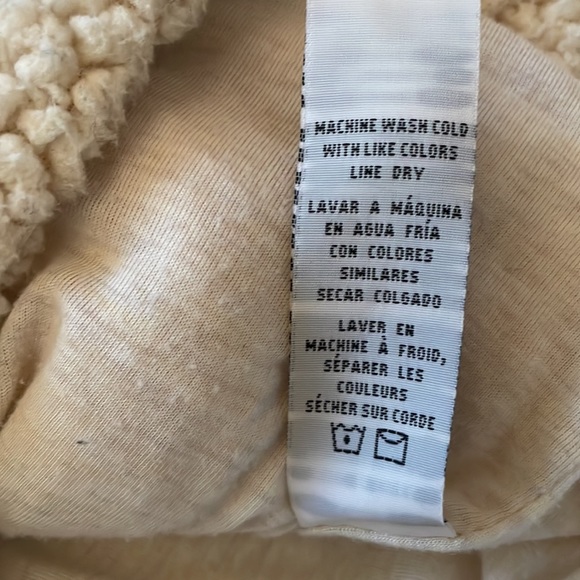 MACHINE WASH COLD
WITH LIKE COLORS
LINE DRY
LAVAR A MÁQUINA
EN AGUA FRÍA
CON COLORES
SIMILARES
SECAR COLGADO
LAVER EN
MACHINE À FROID,
SÉPARER LES
COULEURS
SÉCHER SUR CORDE